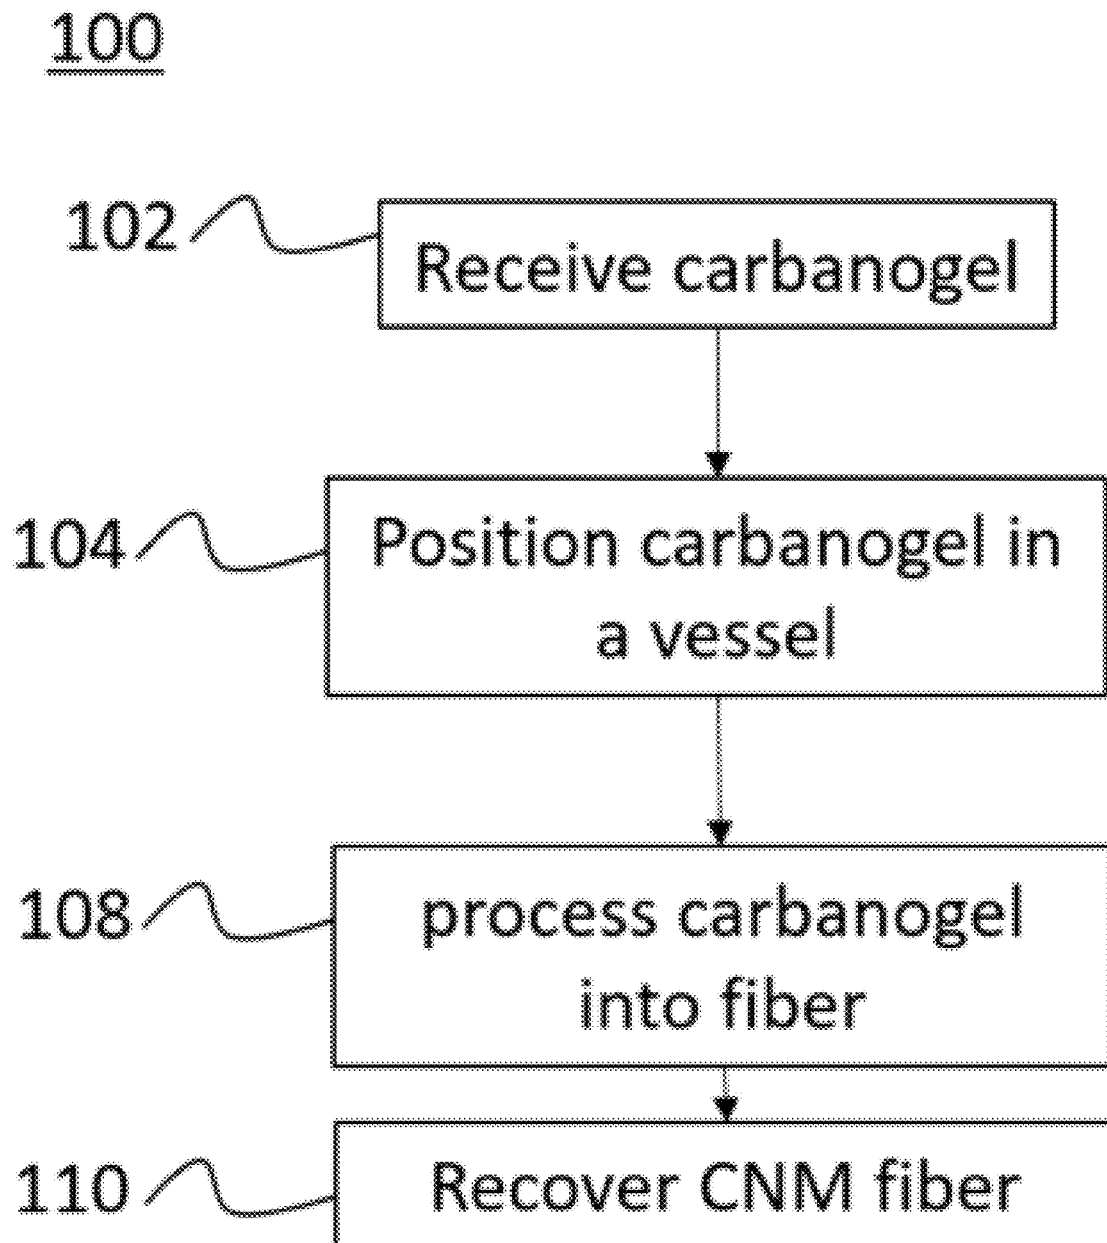 100
102
Receive carbanogel
104
Position carbanogel in
a vessel
108
process carbanogel
into fiber
110
Recover CNM fiber